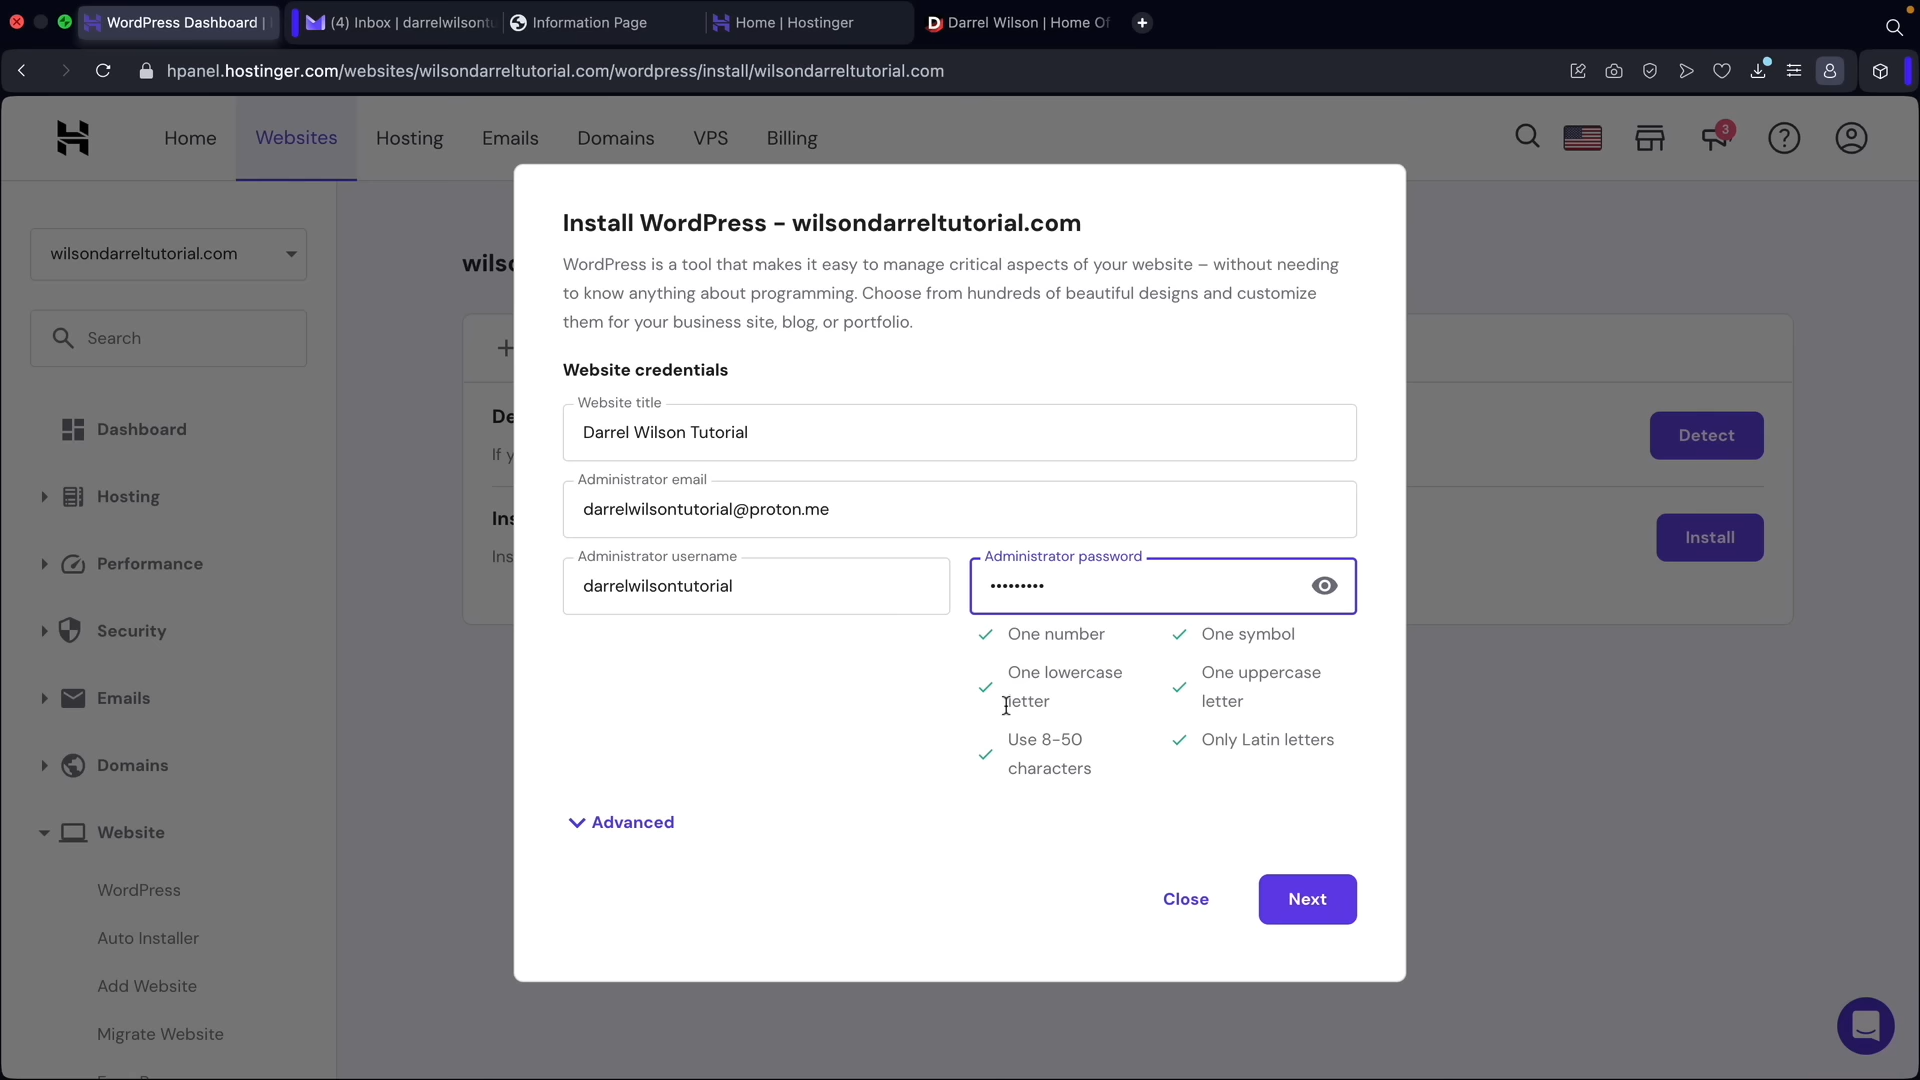 WordPress Dashboard |
(4) Inbox | darrelwilsontu
Information Page
Home | Hostinger
Darrel Wilson | Home Of
hpanel.hostinger.com/websites/wilsondarreltutorial.com/wordpress/install/wilsondarreltutorial.com
Home
Websites
Hosting
Emails
Domains
VPS
Billing
3
wilsondarreltutorial.com
Search
Dashboard
Hosting
Performance
Security
Emails
Domains
Website
WordPress
Auto Installer
Add Website
Migrate Website
Detect
Install
Install WordPress – wilsondarreltutorial.com
WordPress is a tool that makes it easy to manage critical aspects of your website – without needing
to know anything about programming. Choose from hundreds of beautiful designs and customize
them for your business site, blog, or portfolio.
Website credentials
Website title
Darrel Wilson Tutorial
Administrator email
darrelwilsontutorial@proton.me
Administrator username
darrelwilsontutorial
Administrator password
•••••••••
One number
One symbol
One lowercase
letter
One uppercase
letter
Use 8-50
characters
Only Latin letters
Advanced
Close
Next